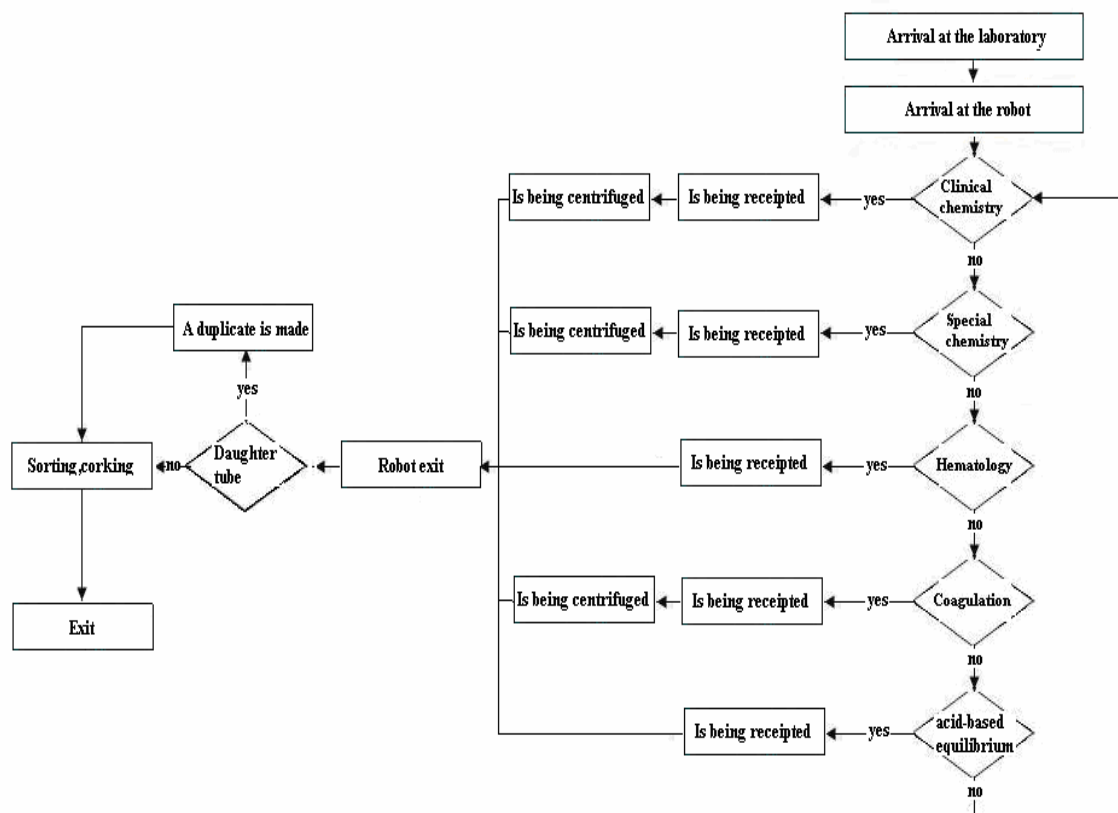 Arrival at the laboratory
Arrival at the robot
Is being centrifuged
Is being receipted
yes
Clinical
chemistry
no
Is being centrifuged
Is being receipted
yes
Special
chemistry
no
A duplicate is made
yes
Sorting,corking
no
Daughter
tube
Robot exit
Is being receipted
yes
Hematology
no
Is being centrifuged
Is being receipted
yes
Coagulation
Exit
no
Is being receipted
yes
acid-based
equilibrium
no